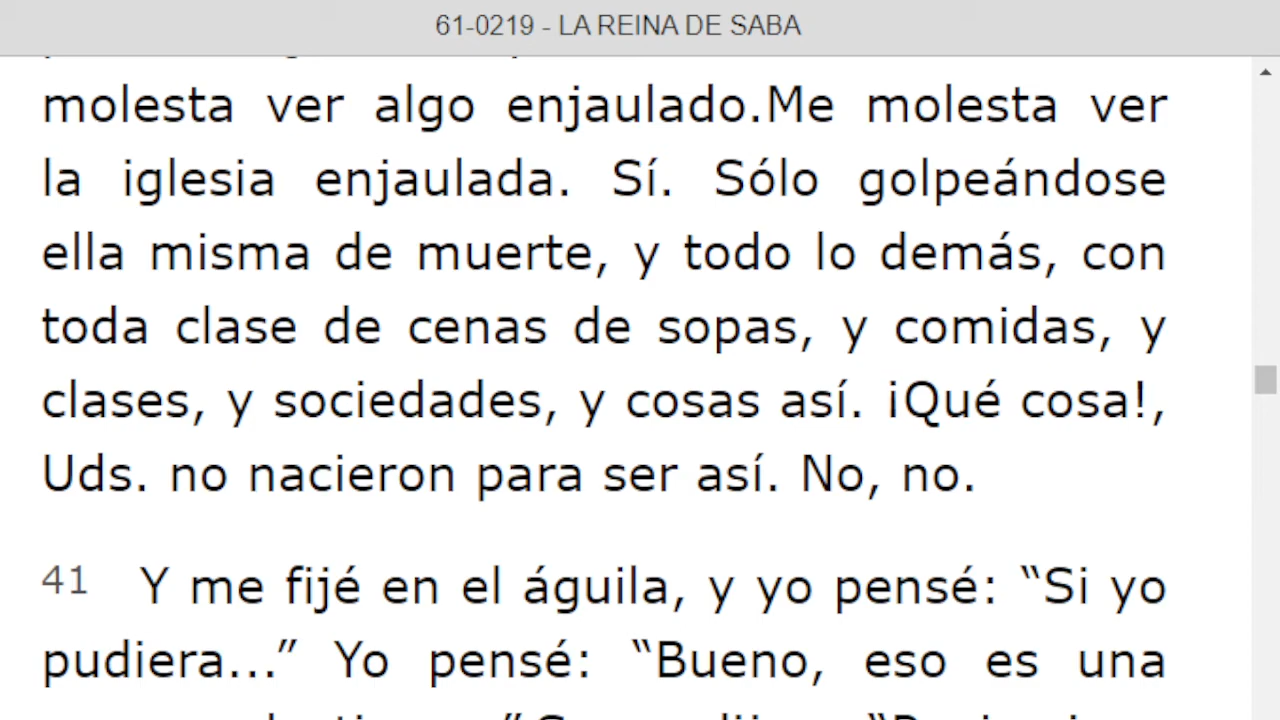 61-0219 - LA REINA DE SABA
molesta ver algo enjaulado.Me molesta ver
la iglesia enjaulada. Sí. Sólo golpeándose
ella misma de muerte, y todo lo demás, con
toda clase de cenas de sopas, y comidas, y
clases, y sociedades, y cosas así. ¡Qué cosa!,
Uds. no nacieron para ser así. No, no.
41 Y me fijé en el águila, y yo pensé: “Si yo
pudiera...” Yo pensé: “Bueno, eso es una